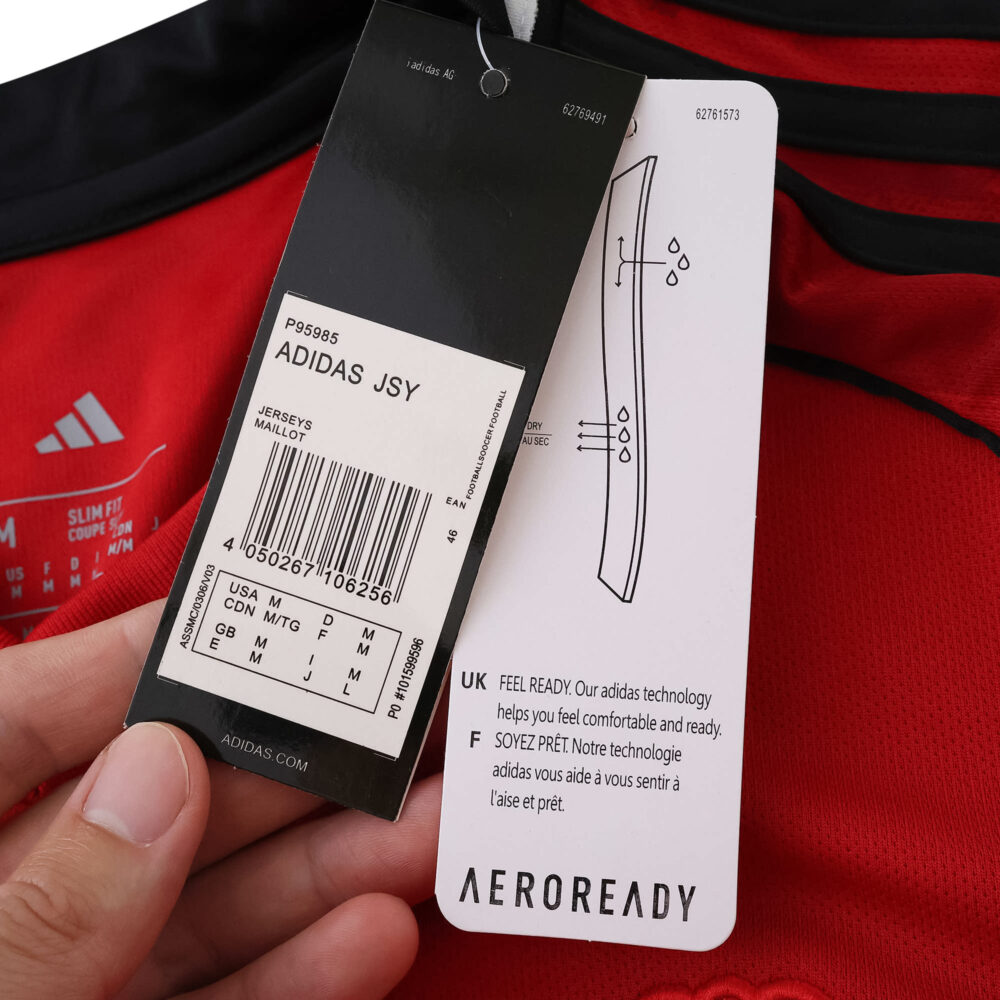 iadidas AG
62769491
62761573
P95985
ADIDAS JSY
JERSEYS
MAILLOT
FOOTBALLSOCER FOOTBALL
EAN
46
4 050267 106256
ASSMC/0306/V03
USA M D M
CDN M/TG F M
GB M I M
E M J L
PO #101599596
ADIDAS.COM
DRY
AU SEC
UK FEEL READY. Our adidas technology
helps you feel comfortable and ready.
F SOYEZ PRÊT. Notre technologie
adidas vous aide à vous sentir à
l'aise et prêt.
AEROREADY
M
SLIM FIT
COUPE
US F D
M M M
M/M